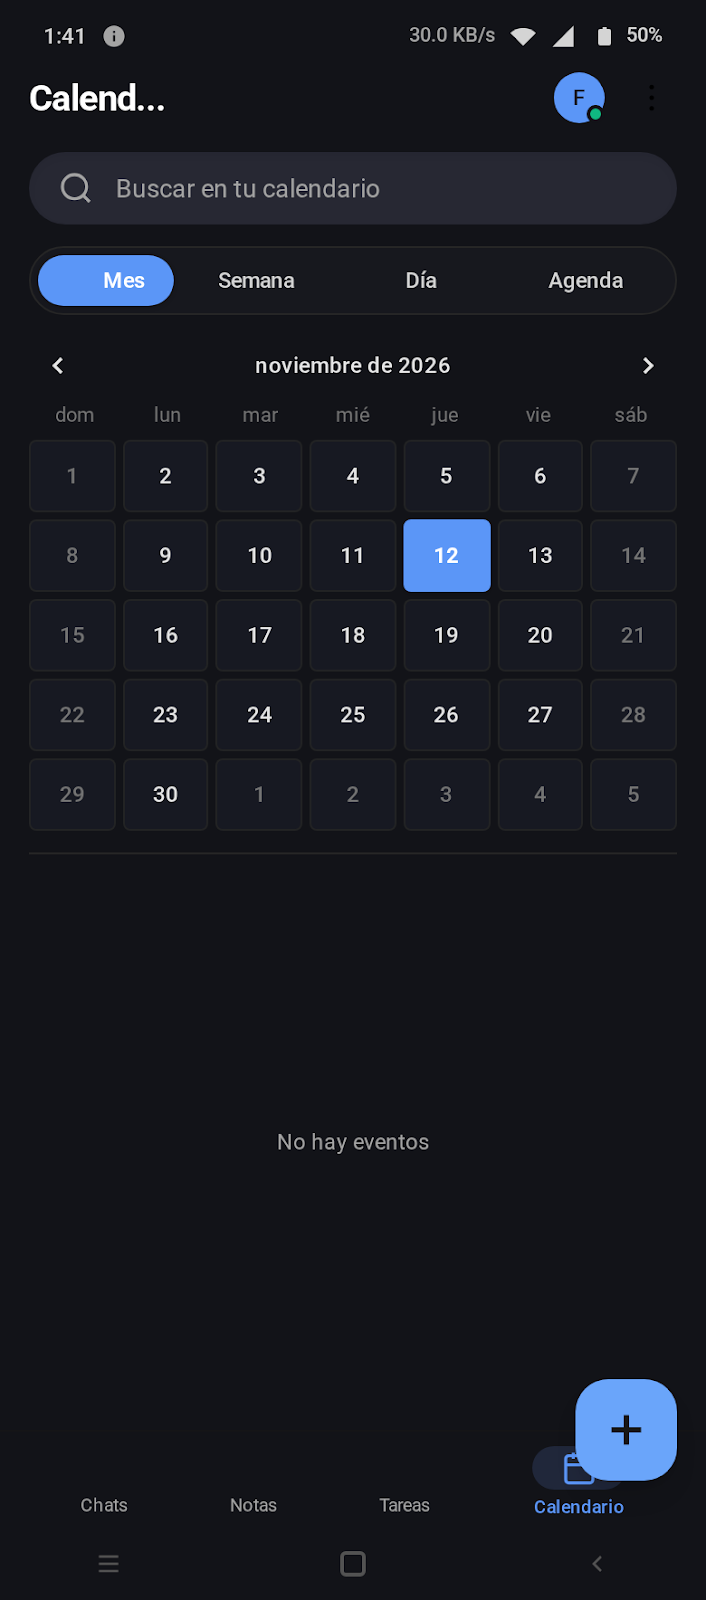 1:41 30.0 KB/s 50%
Calend...
F
Buscar en tu calendario
Mes Semana Día Agenda
noviembre de 2026
dom lun mar mié jue vie sáb
1 2 3 4 5 6 7
8 9 10 11 12 13 14
15 16 17 18 19 20 21
22 23 24 25 26 27 28
29 30 1 2 3 4 5
No hay eventos
Chats Notas Tareas Calendario